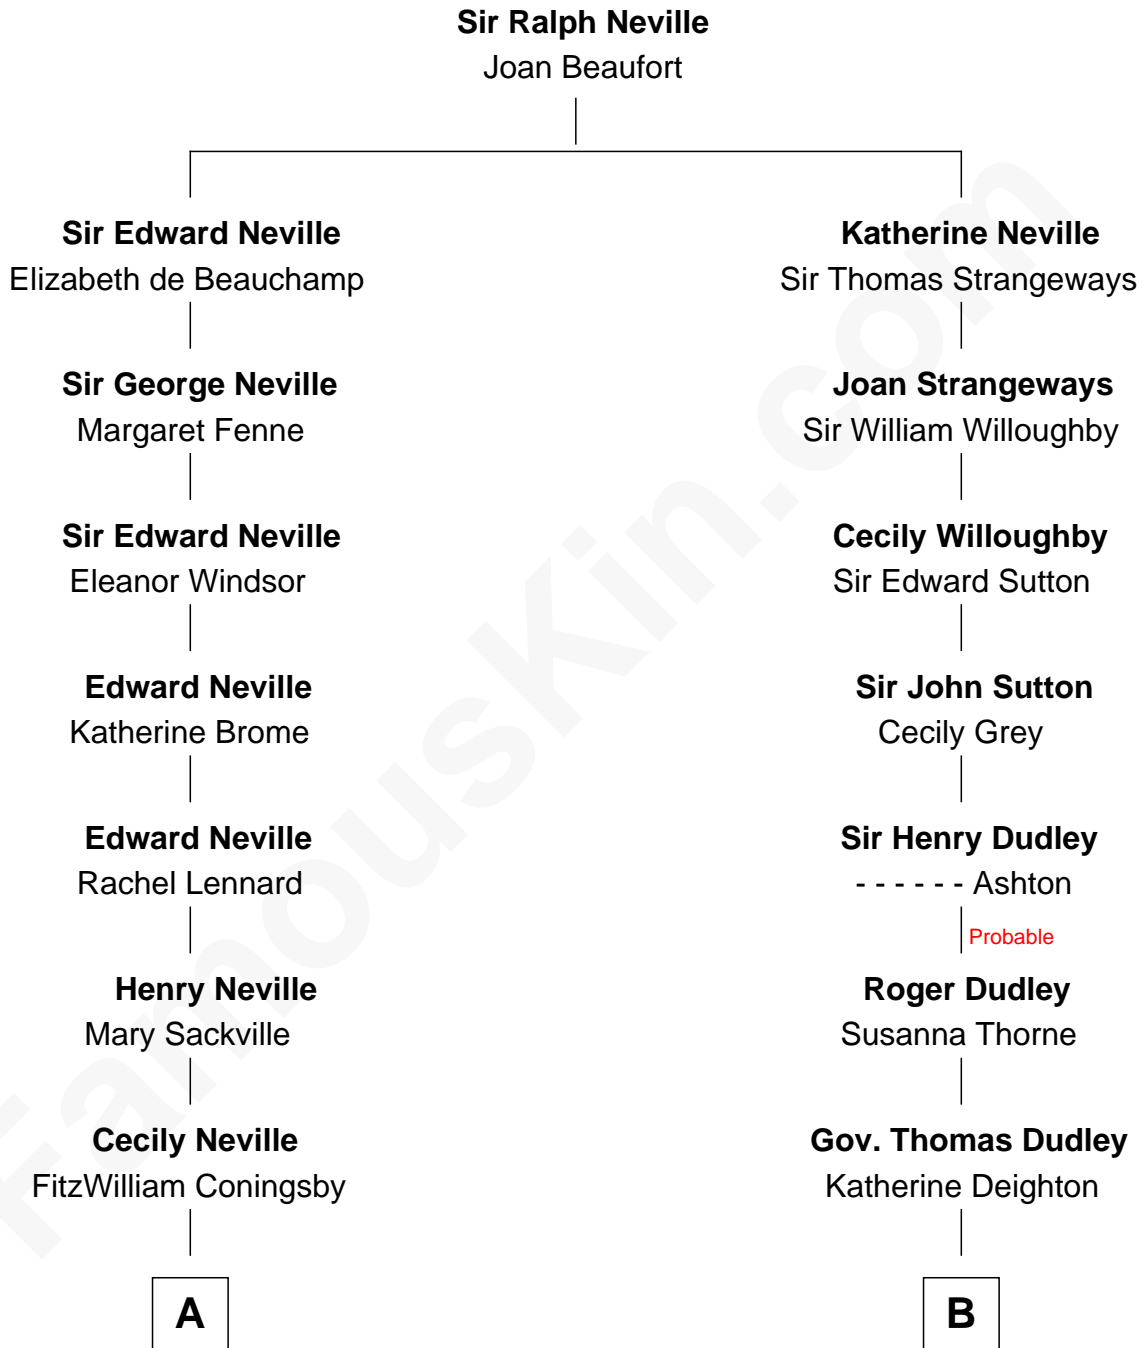 Sir Ralph Neville
Joan Beaufort
Sir Edward Neville
Elizabeth de Beauchamp
Katherine Neville
Sir Thomas Strangeways
Sir George Neville
Margaret Fenne
Joan Strangeways
Sir William Willoughby
Sir Edward Neville
Eleanor Windsor
Cecily Willoughby
Sir Edward Sutton
Edward Neville
Katherine Brome
Sir John Sutton
Cecily Grey
Edward Neville
Rachel Lennard
Sir Henry Dudley
- - - - - - Ashton
Probable
Henry Neville
Mary Sackville
Roger Dudley
Susanna Thorne
Cecily Neville
FitzWilliam Coningsby
Gov. Thomas Dudley
Katherine Deighton
A
B
FamousKin.com